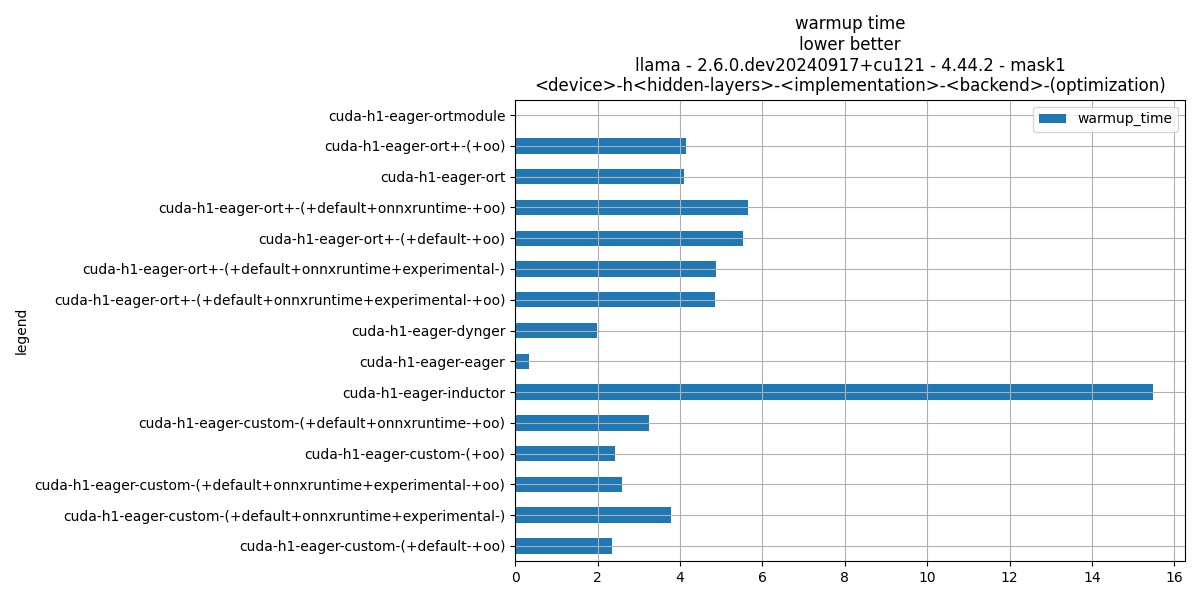 warmup time
lower better
llama - 2.6.0.dev20240917+cu121 - 4.44.2 - mask1
<device>-h<hidden-layers>-<implementation>-<backend>-(optimization)
warmup_time
legend
cuda-h1-eager-ortmodule
cuda-h1-eager-ort+-(+oo)
cuda-h1-eager-ort
cuda-h1-eager-ort+-(+default+onnxruntime-+oo)
cuda-h1-eager-ort+-(+default-+oo)
cuda-h1-eager-ort+-(+default+onnxruntime+experimental-)
cuda-h1-eager-ort+-(+default+onnxruntime+experimental-+oo)
cuda-h1-eager-dynger
cuda-h1-eager-eager
cuda-h1-eager-inductor
cuda-h1-eager-custom-(+default+onnxruntime-+oo)
cuda-h1-eager-custom-(+oo)
cuda-h1-eager-custom-(+default+onnxruntime+experimental-+oo)
cuda-h1-eager-custom-(+default+onnxruntime+experimental-)
cuda-h1-eager-custom-(+default-+oo)
0 2 4 6 8 10 12 14 16